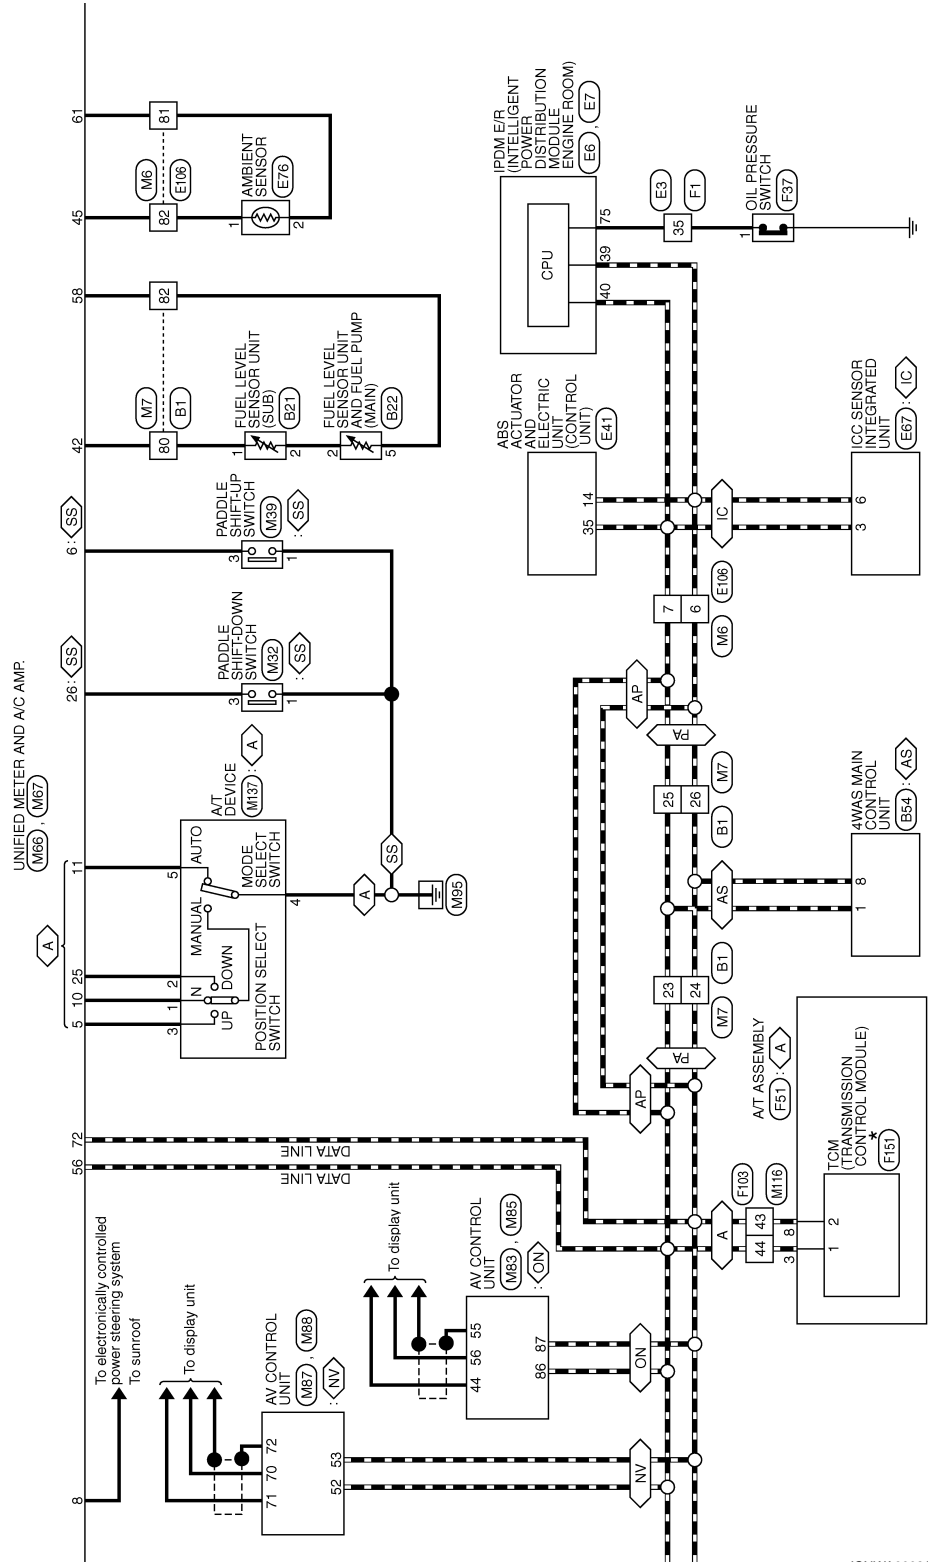 UNIFIED METER AND A/C AMP.
M66 , M67
A
8
56
72
5
10
25
11
26 : SS
6 : SS
42
58
45
61
To electronically controlled
power steering system
To sunroof
To display unit
AV CONTROL
UNIT
M87 , M88
: NV
71
70
72
52
53
NV
To display unit
AV CONTROL
UNIT
M83 , M85
: ON
44
56
55
86
87
ON
DATA LINE
DATA LINE
A/T
DEVICE
M137 : A
3
1
2
5
UP
N
DOWN
MANUAL
AUTO
POSITION SELECT
SWITCH
MODE
SELECT
SWITCH
4
A
SS
M95
PADDLE
SHIFT-DOWN
SWITCH
M32
: SS
3
1
PADDLE
SHIFT-UP
SWITCH
M39
: SS
3
1
M7
B1
80
82
FUEL LEVEL
SENSOR UNIT
(SUB)
B21
1
2
FUEL LEVEL
SENSOR UNIT
AND FUEL PUMP
(MAIN)
B22
2
5
M6
E106
82
81
AMBIENT
SENSOR
E76
1
2
A
F103
M116
44
43
3
8
A/T ASSEMBLY
F51 : A
TCM
(TRANSMISSION
CONTROL MODULE)
*
F151
1
2
AP
PA
23
24
M7
B1
AS
4WAS MAIN
CONTROL
UNIT
B54 : AS
1
8
25
26
B1
M7
PA
AP
7
6
M6
E106
ABS
ACTUATOR
AND
ELECTRIC
UNIT
(CONTROL
UNIT)
E41
35
14
IC
ICC SENSOR
INTEGRATED
UNIT
E67 : IC
3
6
IPDM E/R
(INTELLIGENT
POWER
DISTRIBUTION
MODULE
ENGINE ROOM)
E6 , E7
CPU
40
39
75
E3
F1
35
OIL PRESSURE
SWITCH
F37
1